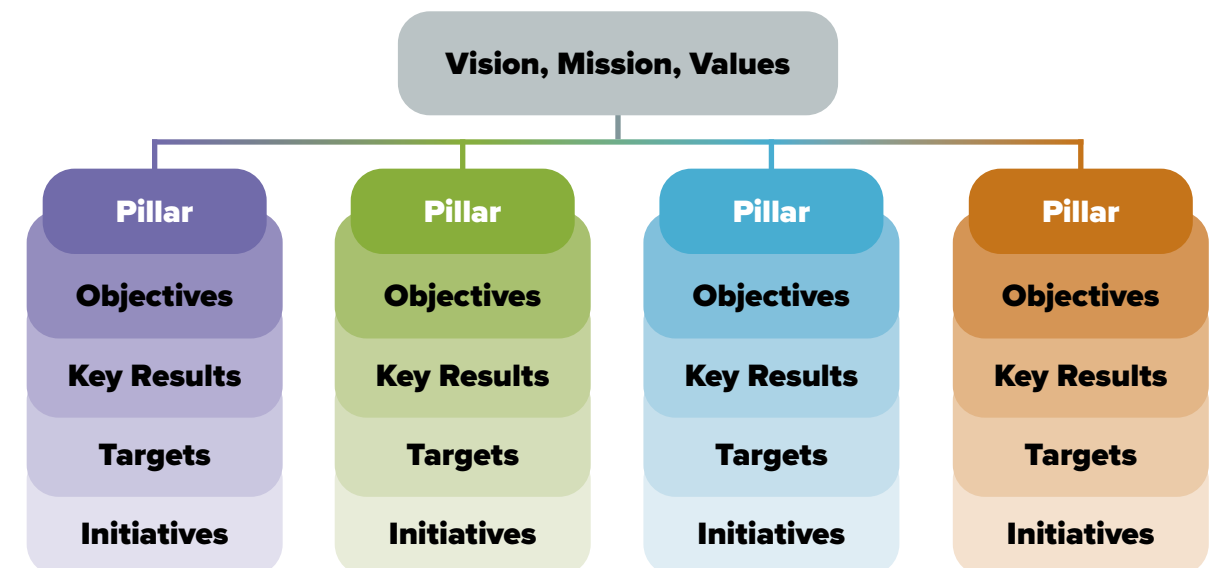 Vision, Mission, Values
Pillar
Objectives
Key Results
Targets
Initiatives
Pillar
Objectives
Key Results
Targets
Initiatives
Pillar
Objectives
Key Results
Targets
Initiatives
Pillar
Objectives
Key Results
Targets
Initiatives